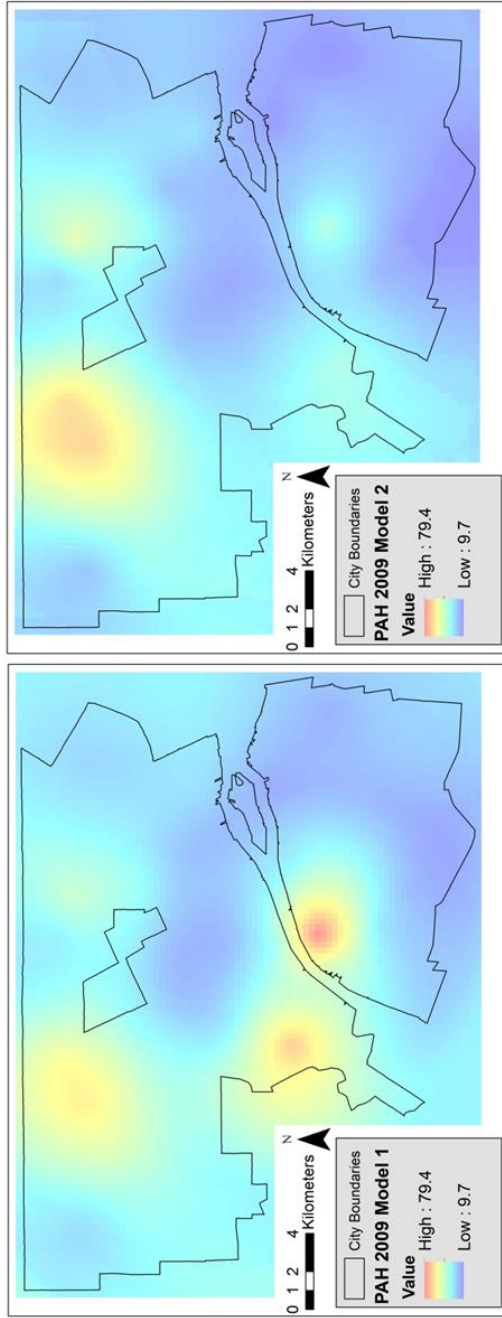 N
0 1 2 4
Kilometers
City Boundaries
PAH 2009 Model 1
Value
High : 79.4
Low : 9.7
N
0 1 2 4
Kilometers
City Boundaries
PAH 2009 Model 2
Value
High : 79.4
Low : 9.7